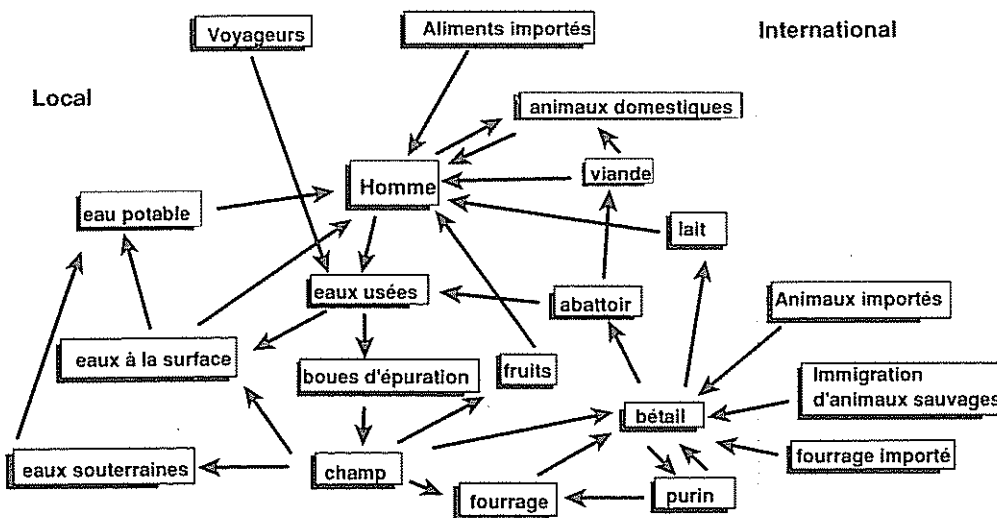 Voyageurs
Aliments importés
International
Local
animaux domestiques
Homme
viande
eau potable
lait
eaux usées
abattoir
Animaux importés
eaux à la surface
boues d'épuration
fruits
Immigration
d'animaux sauvages
bétail
eaux souterraines
champ
fourrage importé
fourrage
purin